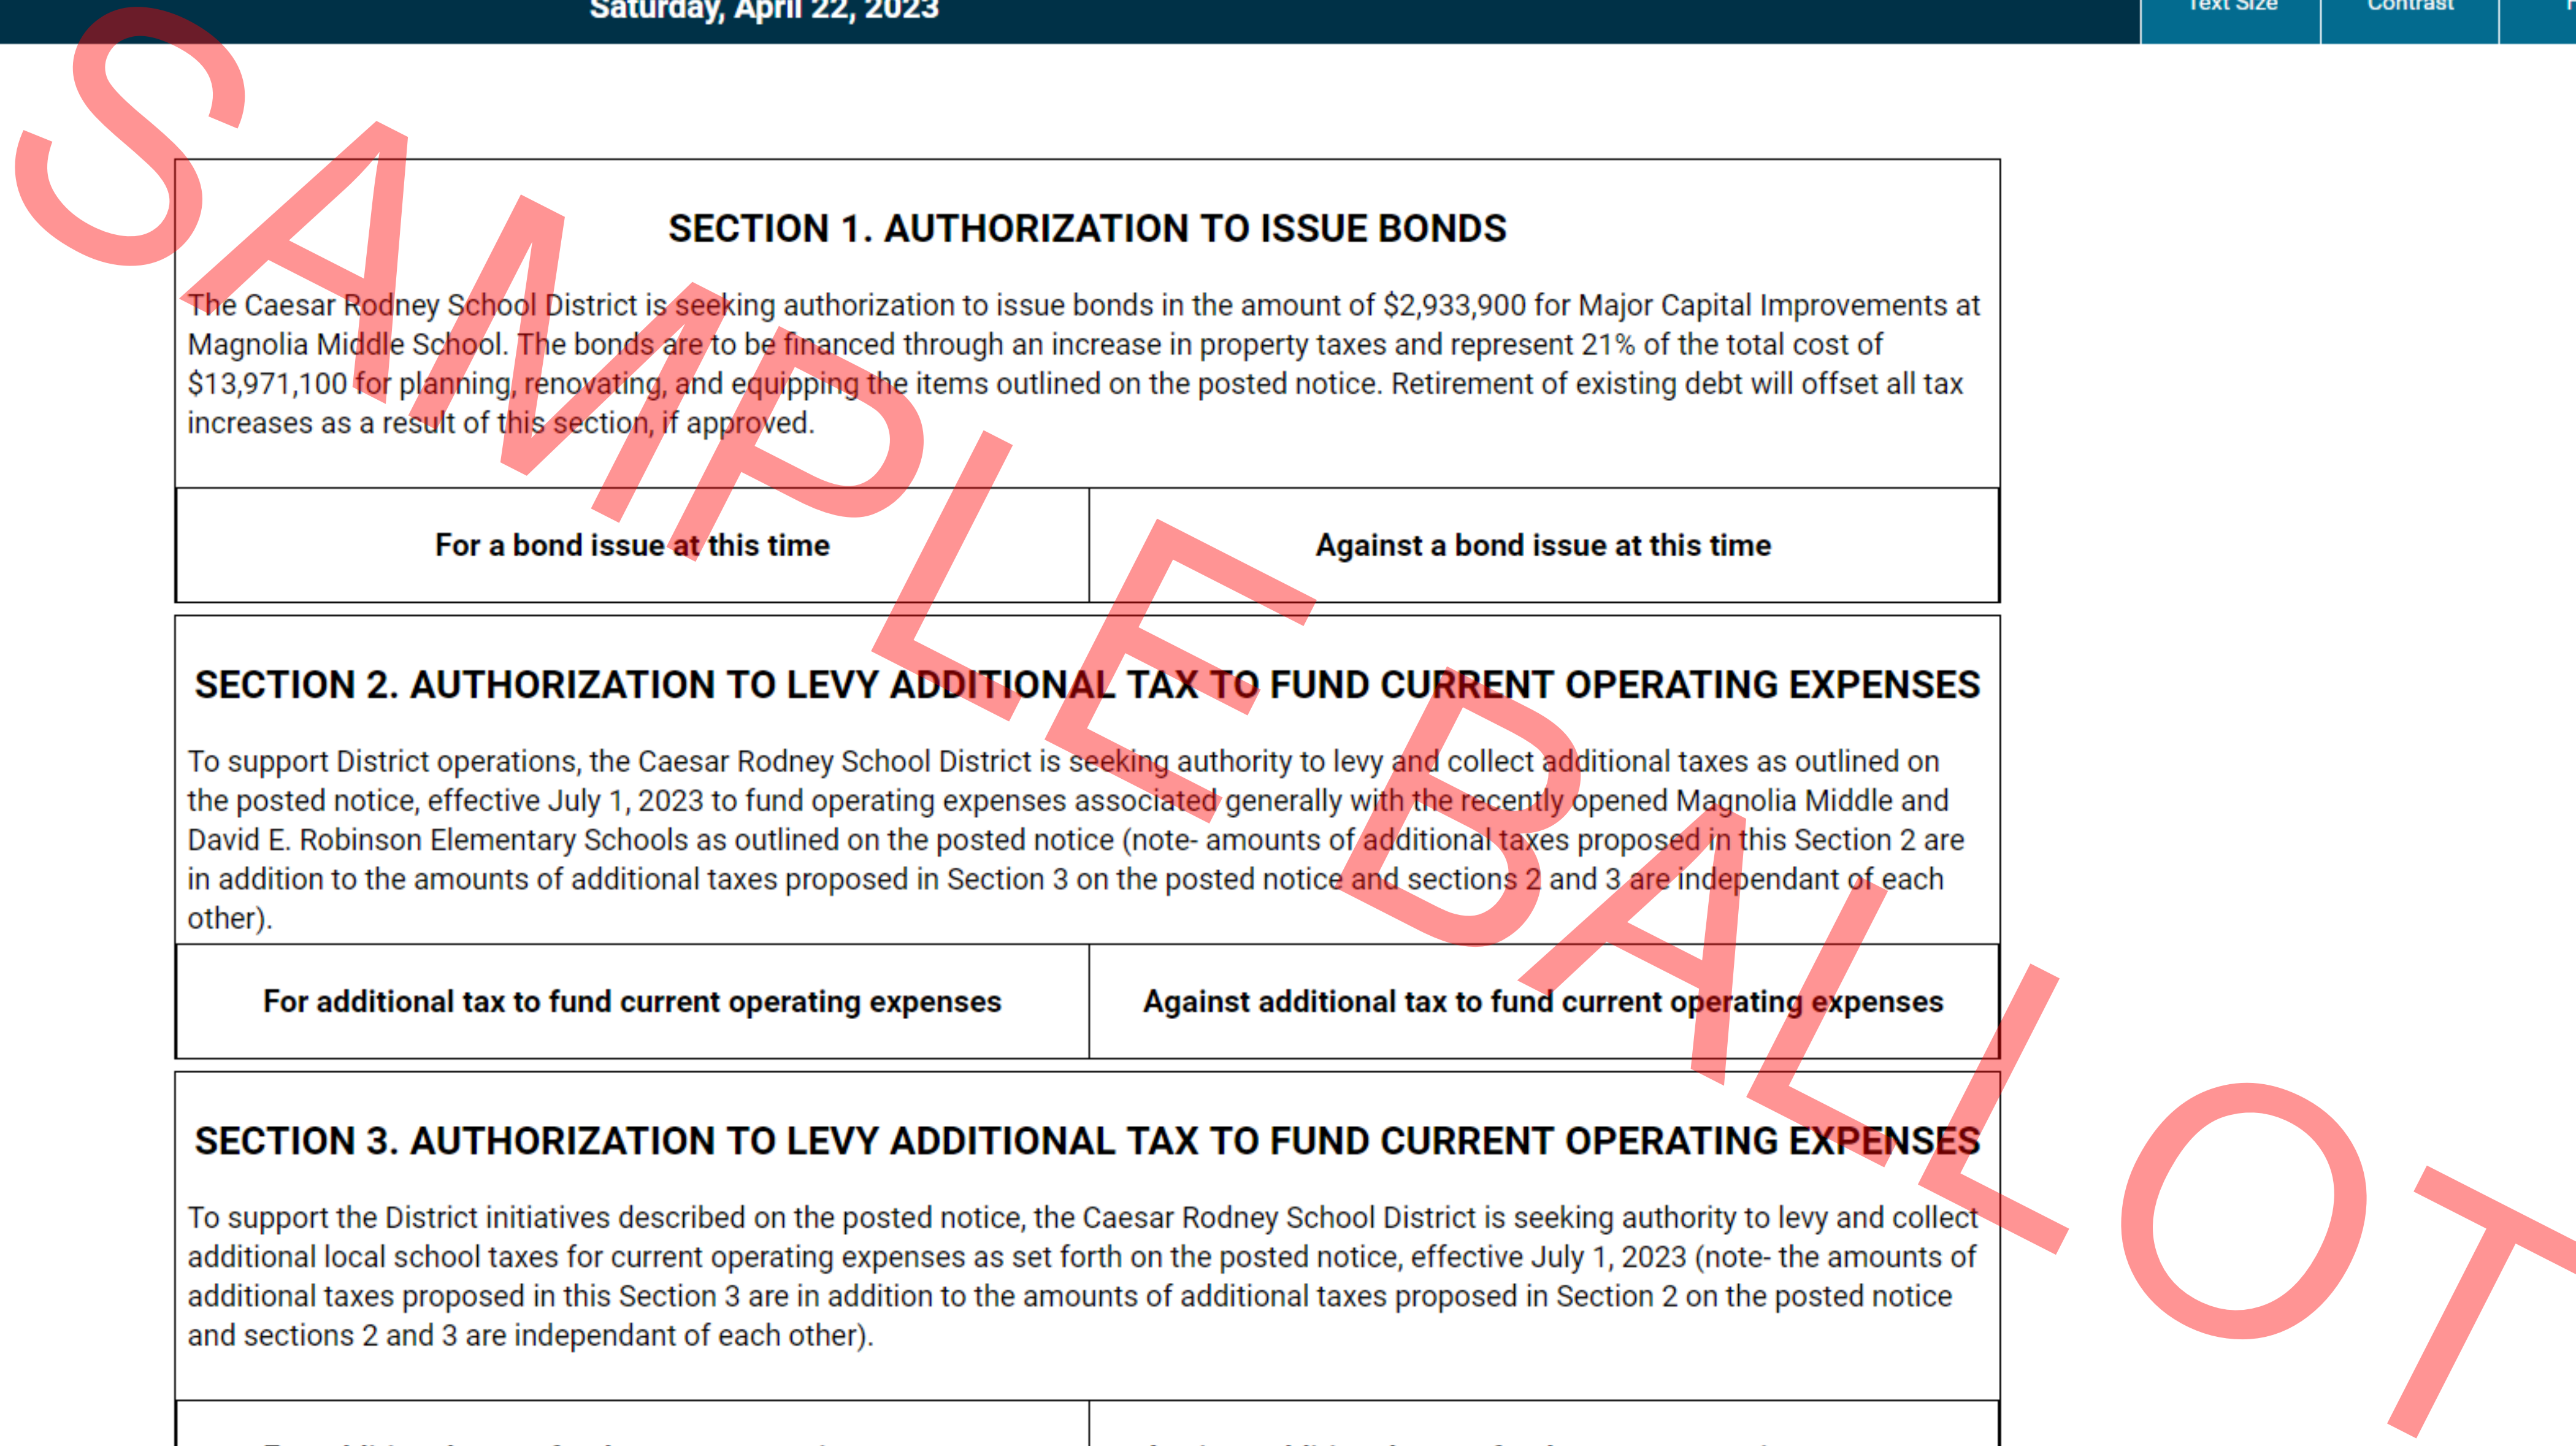 Saturday, April 22, 2023
Text Size
Contrast
SAMPLE BALLOT
SECTION 1. AUTHORIZATION TO ISSUE BONDS
The Caesar Rodney School District is seeking authorization to issue bonds in the amount of $2,933,900 for Major Capital Improvements at
Magnolia Middle School. The bonds are to be financed through an increase in property taxes and represent 21% of the total cost of
$13,971,100 for planning, renovating, and equipping the items outlined on the posted notice. Retirement of existing debt will offset all tax
increases as a result of this section, if approved.
For a bond issue at this time
Against a bond issue at this time
SECTION 2. AUTHORIZATION TO LEVY ADDITIONAL TAX TO FUND CURRENT OPERATING EXPENSES
To support District operations, the Caesar Rodney School District is seeking authority to levy and collect additional taxes as outlined on
the posted notice, effective July 1, 2023 to fund operating expenses associated generally with the recently opened Magnolia Middle and
David E. Robinson Elementary Schools as outlined on the posted notice (note- amounts of additional taxes proposed in this Section 2 are
in addition to the amounts of additional taxes proposed in Section 3 on the posted notice and sections 2 and 3 are independant of each
other).
For additional tax to fund current operating expenses
Against additional tax to fund current operating expenses
SECTION 3. AUTHORIZATION TO LEVY ADDITIONAL TAX TO FUND CURRENT OPERATING EXPENSES
To support the District initiatives described on the posted notice, the Caesar Rodney School District is seeking authority to levy and collect
additional local school taxes for current operating expenses as set forth on the posted notice, effective July 1, 2023 (note- the amounts of
additional taxes proposed in this Section 3 are in addition to the amounts of additional taxes proposed in Section 2 on the posted notice
and sections 2 and 3 are independant of each other).